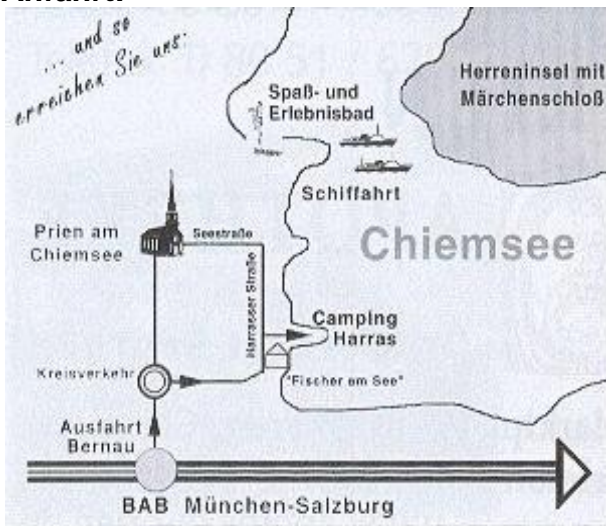 ... und so
erreichen Sie uns.
Spaß- und
Erlebnisbad
Herreninsel mit
Märchenschloß
Schiffahrt
Prien am
Chiemsee
Seestraße
Chiemsee
Harrasser Straße
Camping
Harras
Kreisverkehr
"Fischer am See"
Ausfahrt
Bernau
BAB München-Salzburg